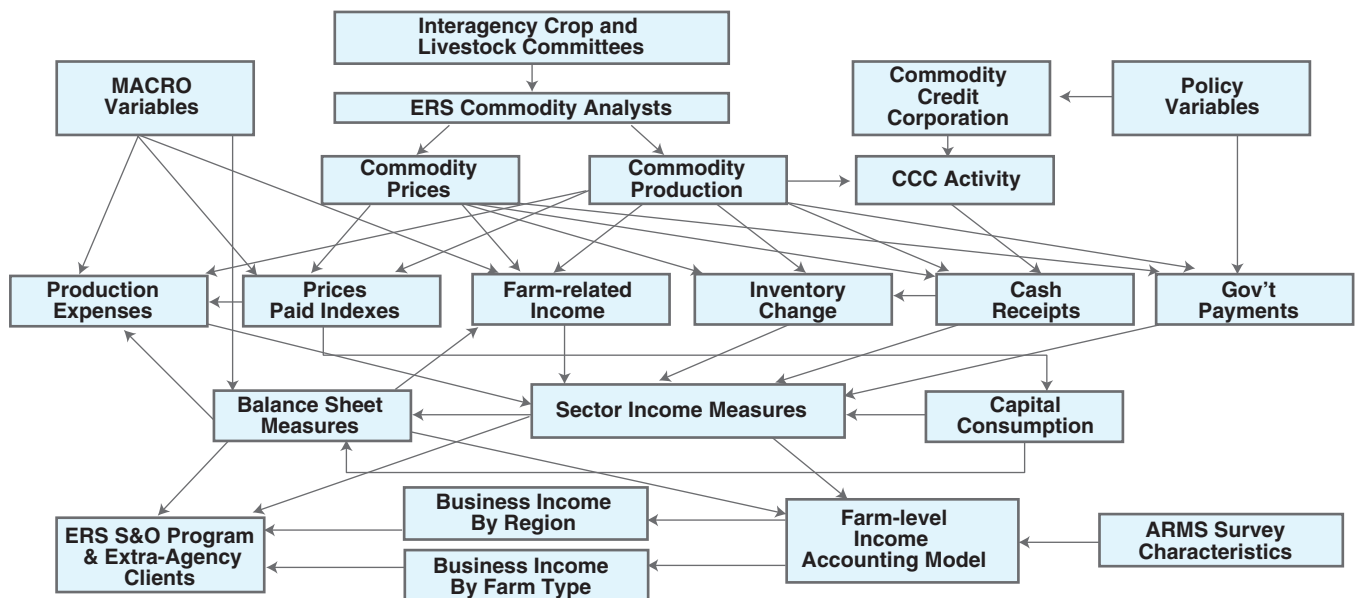 Interagency Crop and
Livestock Committees
MACRO
Variables
Commodity
Credit
Corporation
Policy
Variables
ERS Commodity Analysts
Commodity
Prices
Commodity
Production
CCC Activity
Production
Expenses
Prices
Paid Indexes
Farm-related
Income
Inventory
Change
Cash
Receipts
Gov't
Payments
Balance Sheet
Measures
Sector Income Measures
Capital
Consumption
ERS S&O Program
& Extra-Agency
Clients
Business Income
By Region
Business Income
By Farm Type
Farm-level
Income
Accounting Model
ARMS Survey
Characteristics